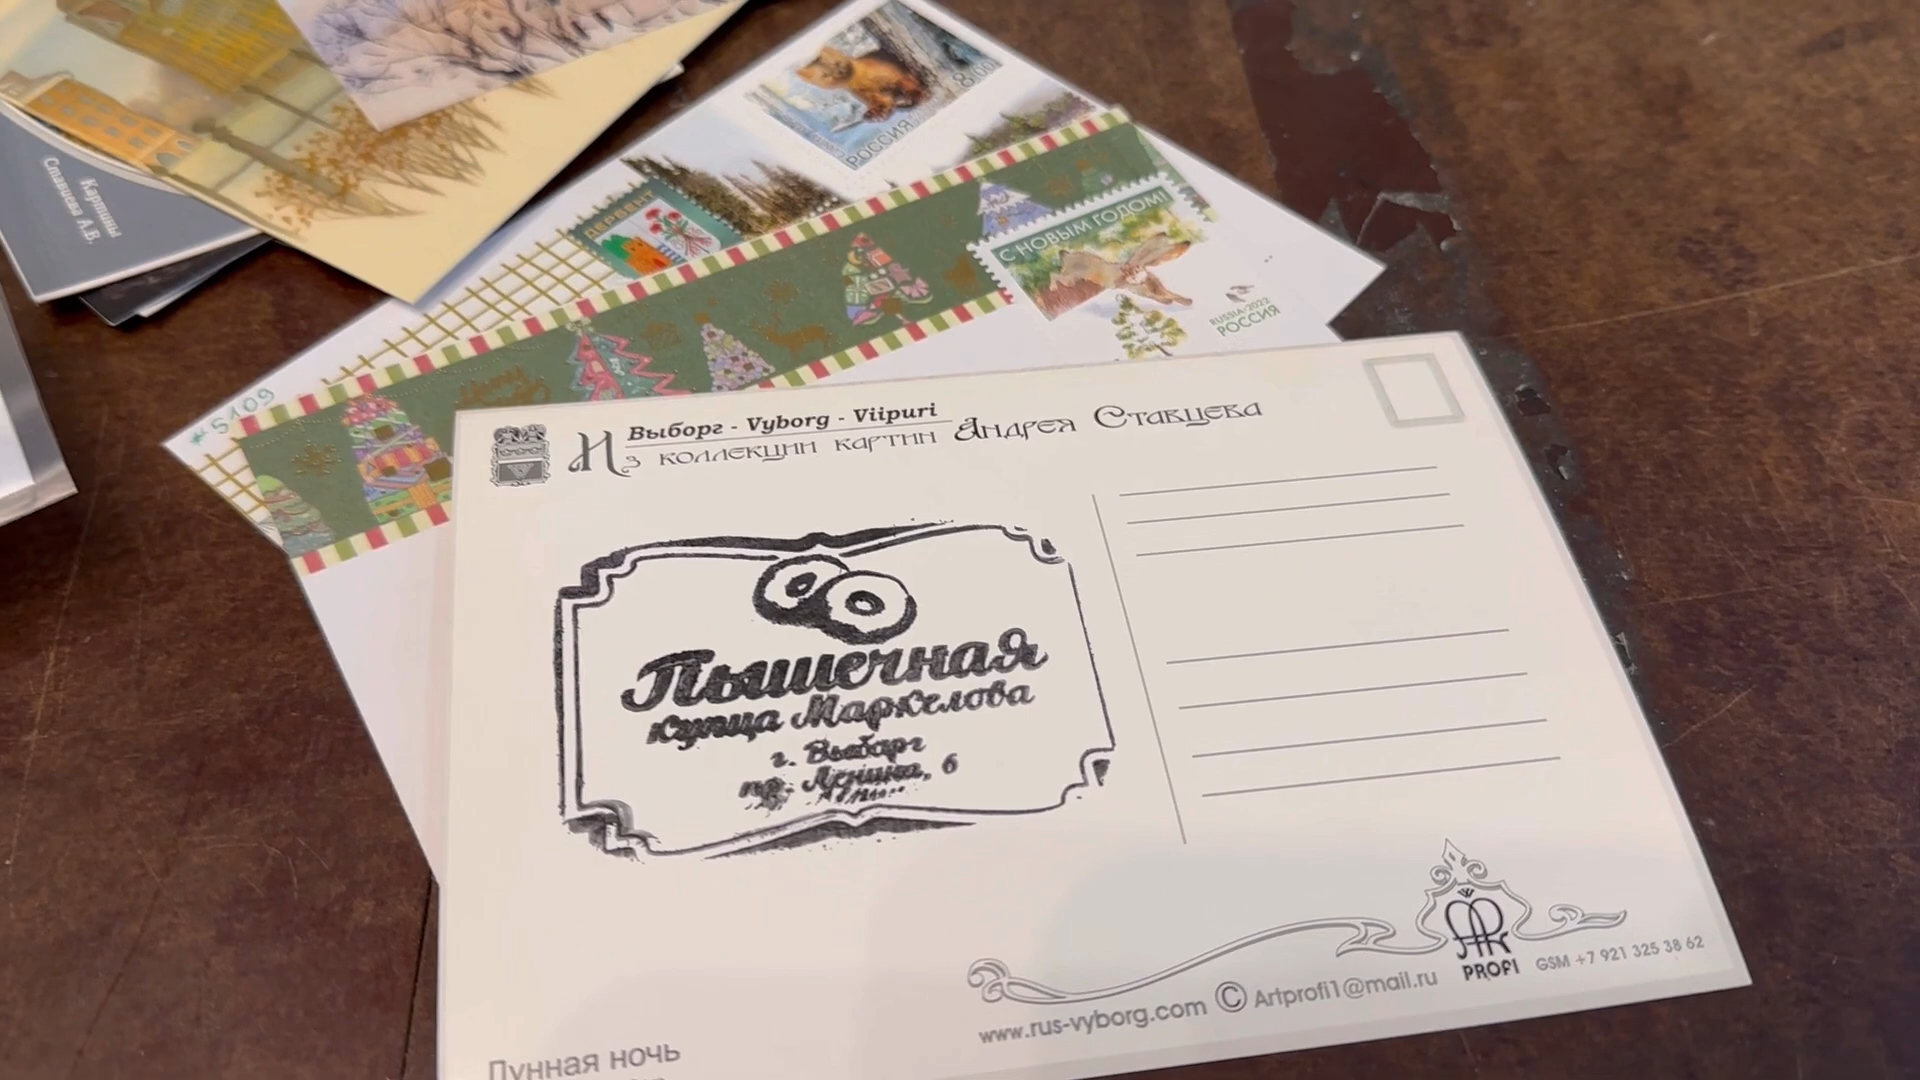 Картины
Ставцева А.В.
8.00
РОССИЯ
ДЕРБЕНТ
С НОВЫМ ГОДОМ!
RUSSIA-2022
РОССИЯ
5109
Выборг - Vyborg - Viipuri
Из коллекции картин Андрея Ставцева
Пышечная
купца Маркелова
г. Выборг
пр. Ленина, 6
PROFI
GSM +7 921 325 38 62
www.rus-vyborg.com © Artprofi1@mail.ru
Лунная ночь